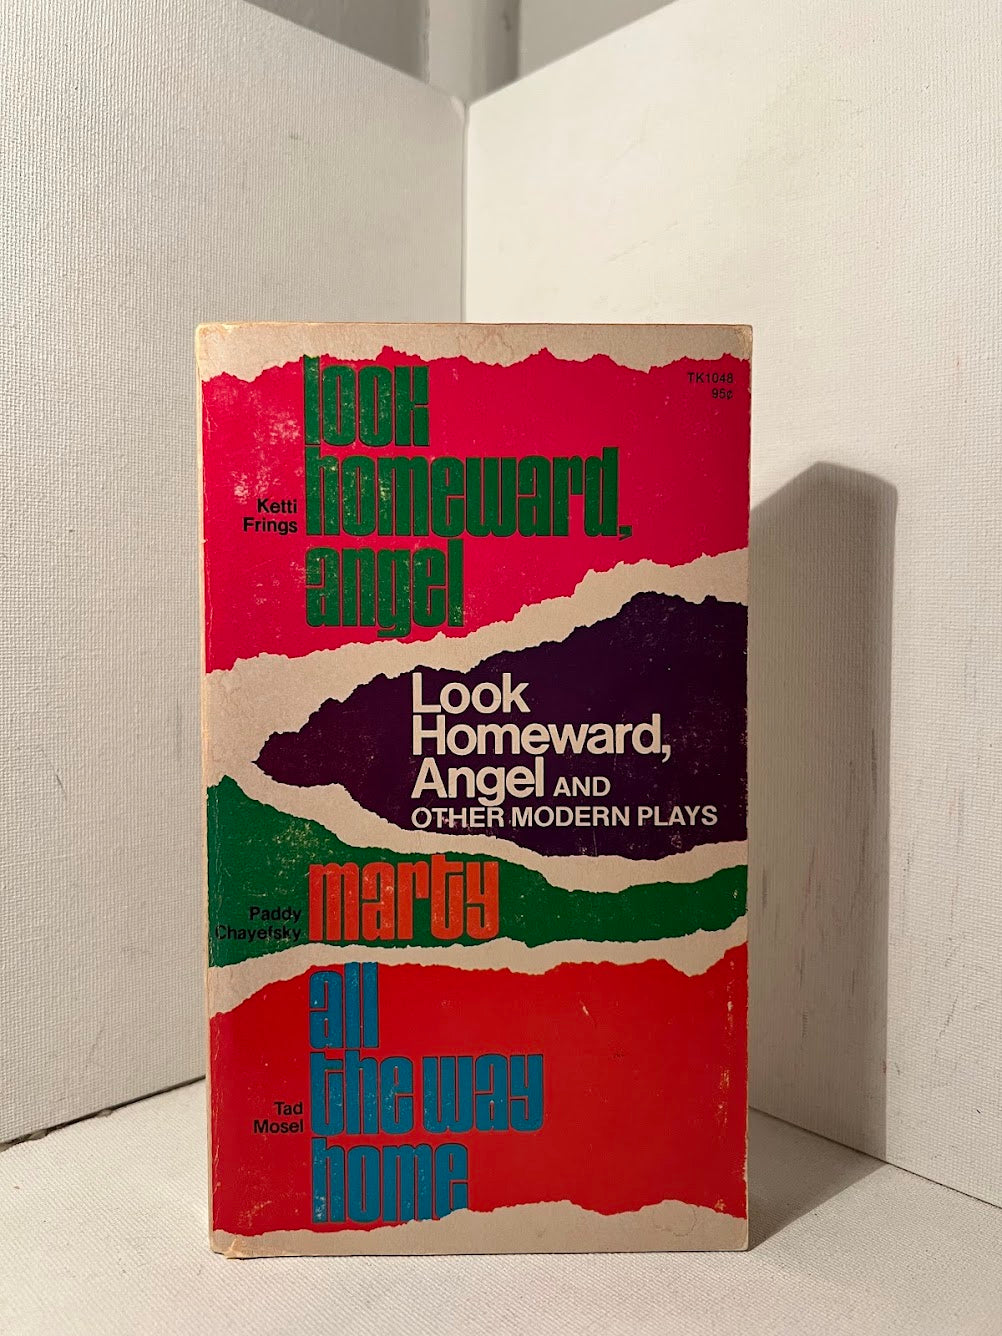 TK1048
95¢
look
homeward,
angel
Ketti
Frings
Look
Homeward,
Angel AND
OTHER MODERN PLAYS
marty
Paddy
Chayefsky
all
the way
home
Tad
Mosel